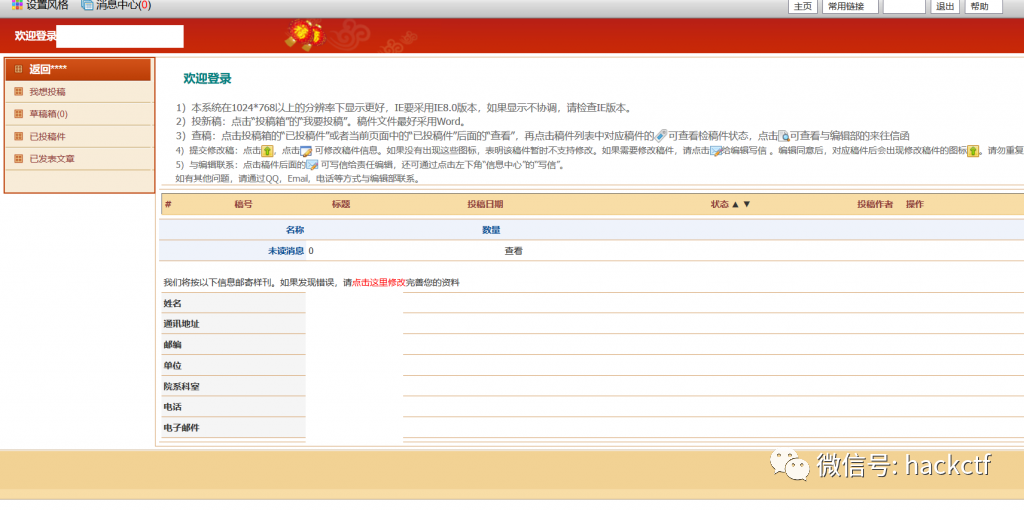 设置风格 消息中心(0) 主页 常用链接 退出 帮助
欢迎登录
返回****
我想投稿
草稿箱(0)
已投稿件
已发表文章
欢迎登录
1）本系统在1024*768以上的分辨率下显示更好，IE要采用IE8.0版本，如果显示不协调，请检查IE版本。
2）投新稿：点击“投稿箱”的“我要投稿”。稿件文件最好采用Word。
3）查稿：点击投稿箱的“已投稿件”或者当前页面中的“已投稿件”后面的“查看”，再点击稿件列表中对应稿件的可查看检稿件状态，点击可查看与编辑部的来往信函
4）提交修改稿：点击，点击可修改稿件信息。如果没有出现这些图标，表明该稿件暂时不支持修改。如果需要修改稿件，请点击给编辑写信 。编辑同意后，对应稿件后会出现修改稿件的图标。请勿重复
5）与编辑联系：点击稿件后面的可写信给责任编辑，还可通过点击左下角“信息中心”的“写信”。
如有其他问题，请通过QQ，Email，电话等方式与编辑部联系。
# 稿号 标题 投稿日期 状态 ▲ ▼ 投稿作者 操作
名称 数量
未读消息 0 查看
我们将按以下信息邮寄样刊。如果发现错误，请点击这里修改完善您的资料
姓名
通讯地址
邮编
单位
院系科室
电话
电子邮件
微信号: hackctf